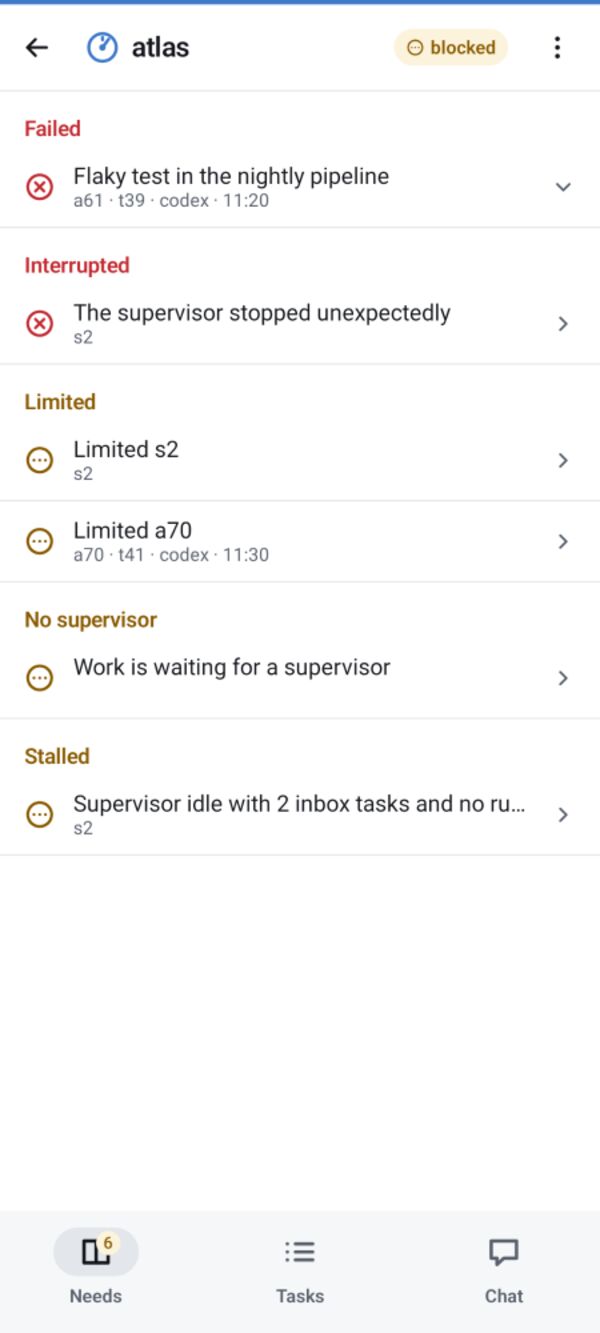 atlas
blocked
Failed
Flaky test in the nightly pipeline
a61 · t39 · codex · 11:20
Interrupted
The supervisor stopped unexpectedly
s2
Limited
Limited s2
s2
Limited a70
a70 · t41 · codex · 11:30
No supervisor
Work is waiting for a supervisor
Stalled
Supervisor idle with 2 inbox tasks and no ru...
s2
6
Needs
Tasks
Chat